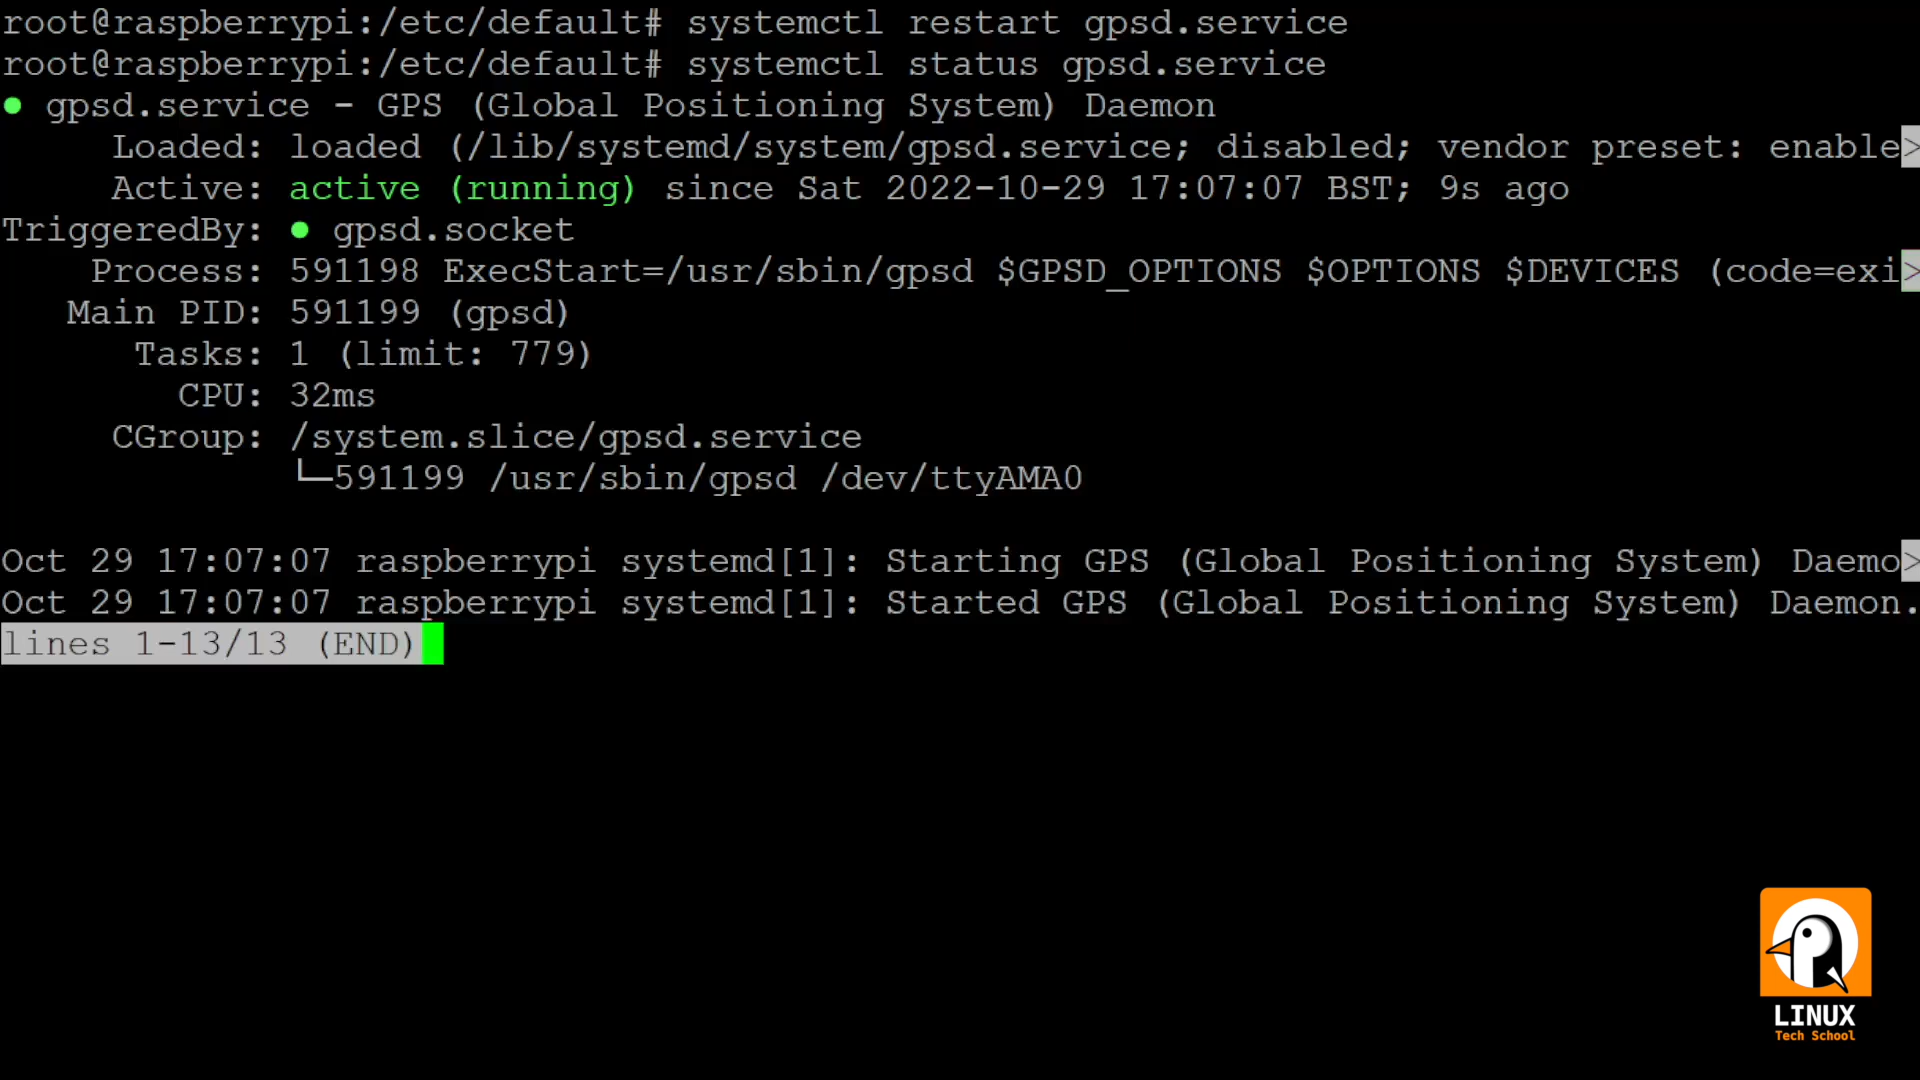 root@raspberrypi:/etc/default# systemctl restart gpsd.service
root@raspberrypi:/etc/default# systemctl status gpsd.service
● gpsd.service - GPS (Global Positioning System) Daemon
Loaded: loaded (/lib/systemd/system/gpsd.service; disabled; vendor preset: enable>
Active: active (running) since Sat 2022-10-29 17:07:07 BST; 9s ago
TriggeredBy: ● gpsd.socket
Process: 591198 ExecStart=/usr/sbin/gpsd $GPSD_OPTIONS $OPTIONS $DEVICES (code=exi>
Main PID: 591199 (gpsd)
Tasks: 1 (limit: 779)
CPU: 32ms
CGroup: /system.slice/gpsd.service
└─591199 /usr/sbin/gpsd /dev/ttyAMA0
Oct 29 17:07:07 raspberrypi systemd[1]: Starting GPS (Global Positioning System) Daemo>
Oct 29 17:07:07 raspberrypi systemd[1]: Started GPS (Global Positioning System) Daemon.
lines 1-13/13 (END)
LINUX
Tech School